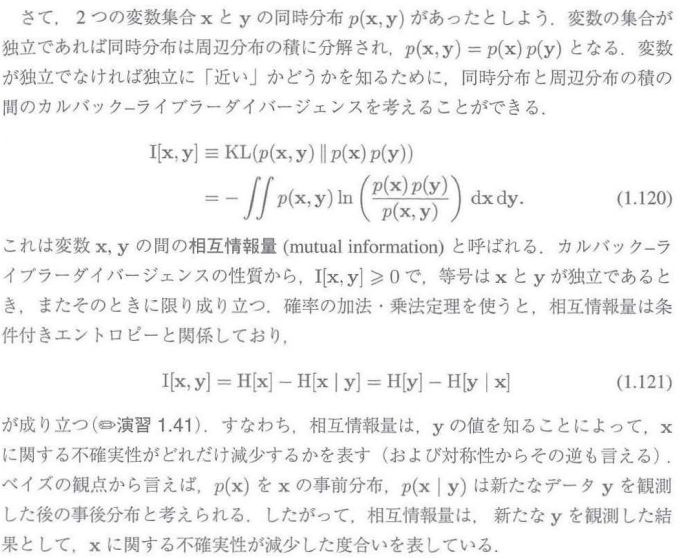 さて，2つの変数集合 x と y の同時分布 p(x, y) があったとしよう．変数の集合が
独立であれば同時分布は周辺分布の積に分解され，p(x, y) = p(x) p(y) となる．変数
が独立でなければ独立に「近い」かどうかを知るために，同時分布と周辺分布の積の
間のカルバック–ライブラーダイバージェンスを考えることができる．
I[x, y] ≡ KL(p(x, y) ‖ p(x) p(y))
= − ∬ p(x, y) ln ( p(x) p(y) / p(x, y) ) dx dy. (1.120)
これは変数 x, y の間の相互情報量 (mutual information) と呼ばれる．カルバック–ラ
イブラーダイバージェンスの性質から，I[x, y] ⩾ 0 で，等号は x と y が独立であると
き，またそのときに限り成り立つ．確率の加法・乗法定理を使うと，相互情報量は条
件付きエントロピーと関係しており，
I[x, y] = H[x] − H[x | y] = H[y] − H[y | x] (1.121)
が成り立つ(✏演習 1.41)．すなわち，相互情報量は，y の値を知ることによって，x
に関する不確実性がどれだけ減少するかを表す（および対称性からその逆も言える）．
ベイズの観点から言えば，p(x) を x の事前分布，p(x | y) は新たなデータ y を観測
した後の事後分布と考えられる．したがって，相互情報量は，新たな y を観測した結
果として，x に関する不確実性が減少した度合いを表している．